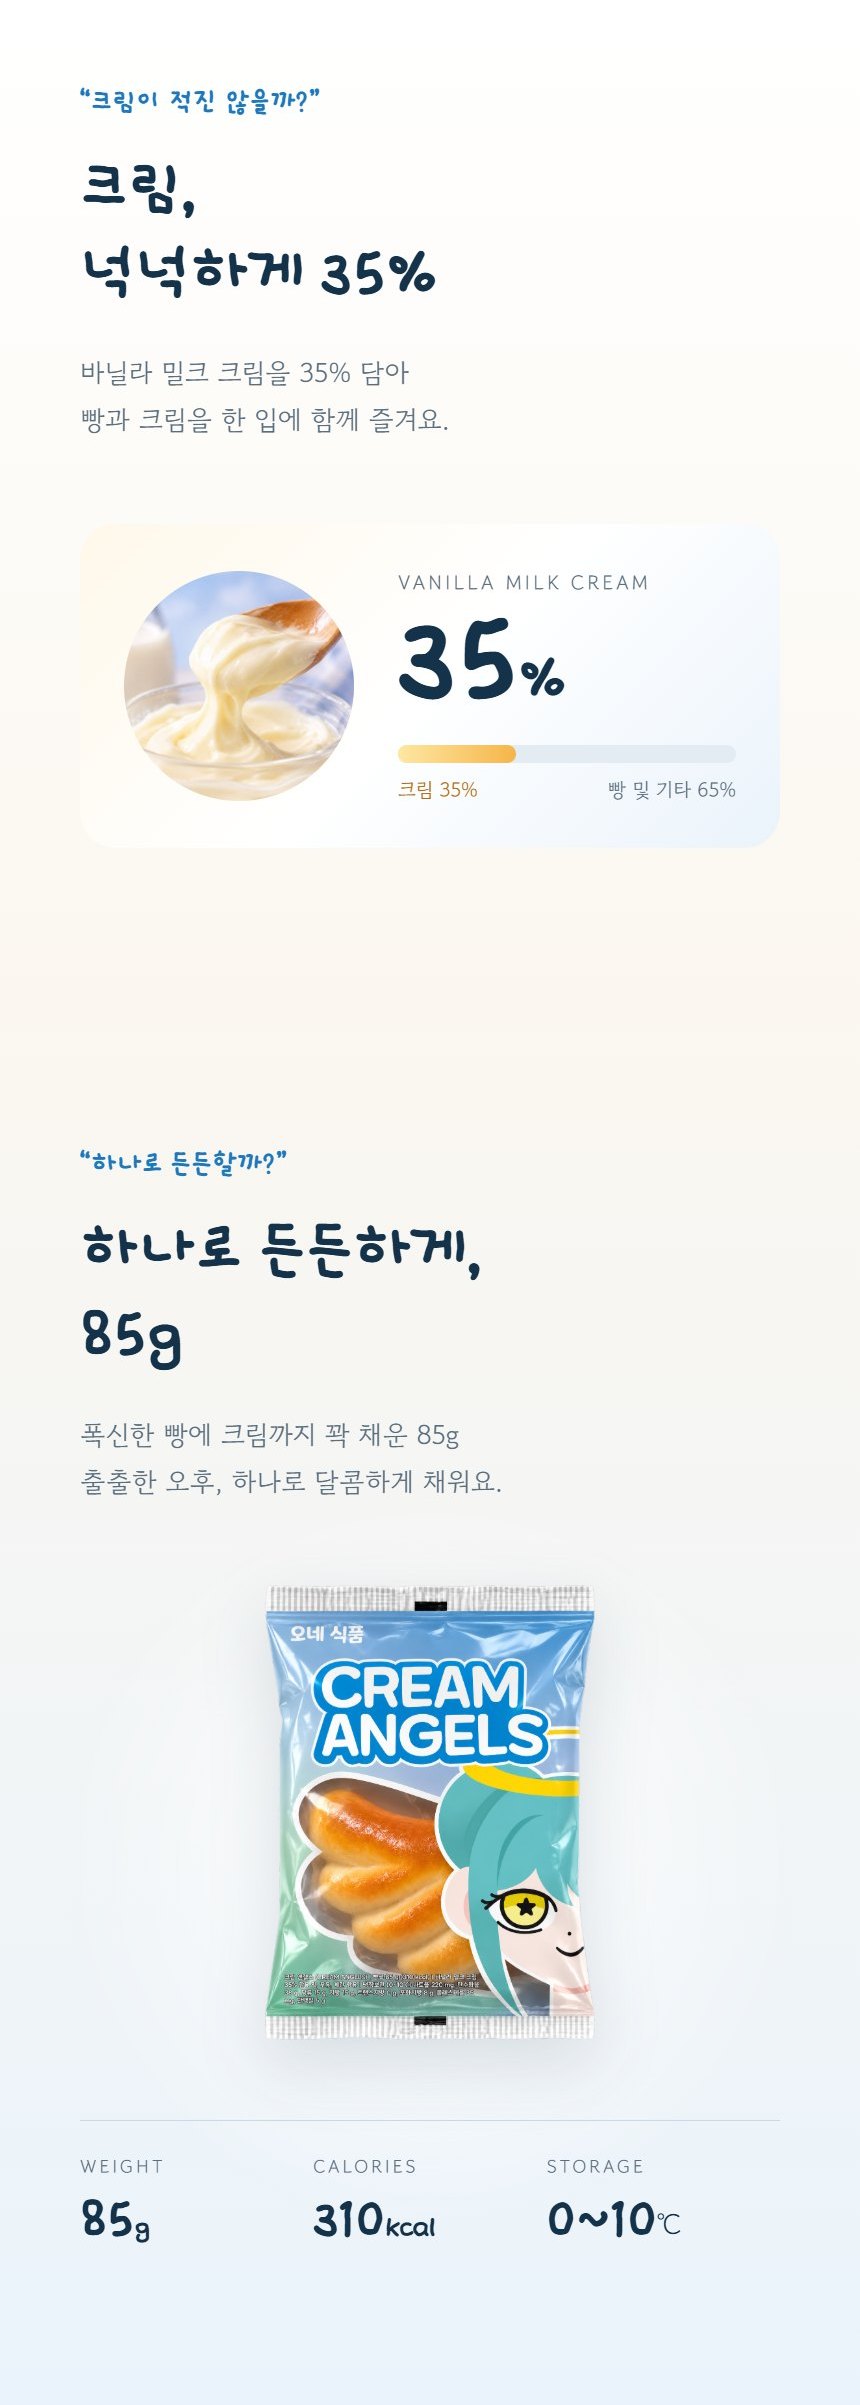 “크림이 적진 않을까?”
크림,
넉넉하게 35%
바닐라 밀크 크림을 35% 담아
빵과 크림을 한 입에 함께 즐겨요.
VANILLA MILK CREAM
35%
크림 35%
빵 및 기타 65%
“하나로 든든할까?”
하나로 든든하게,
85g
폭신한 빵에 크림까지 꽉 채운 85g
출출한 오후, 하나로 달콤하게 채워요.
오네 식품
CREAM
ANGELS
WEIGHT
85g
CALORIES
310kcal
STORAGE
0~10℃